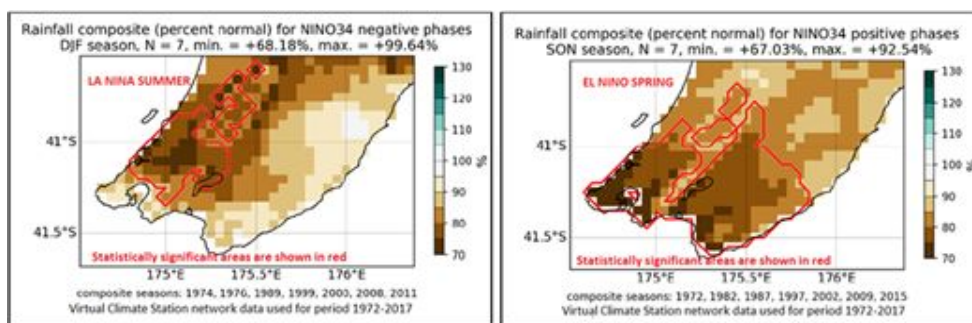 Rainfall composite (percent normal) for NINO34 negative phases
DJF season, N = 7, min. = +68.18%, max. = +99.64%
LA NINA SUMMER
41°S
41.5°S
Statistically significant areas are shown in red
175°E
175.5°E
176°E
130
120
110
100
90
80
70
%
composite seasons: 1974, 1976, 1989, 1999, 2000, 2008, 2011
Virtual Climate Station network data used for period 1972-2017
Rainfall composite (percent normal) for NINO34 positive phases
SON season, N = 7, min. = +67.03%, max. = +92.54%
EL NINO SPRING
41°S
41.5°S
Statistically significant areas are shown in red
175°E
175.5°E
176°E
130
120
110
100
90
80
70
%
composite seasons: 1972, 1982, 1987, 1997, 2002, 2009, 2015
Virtual Climate Station network data used for period 1972-2017